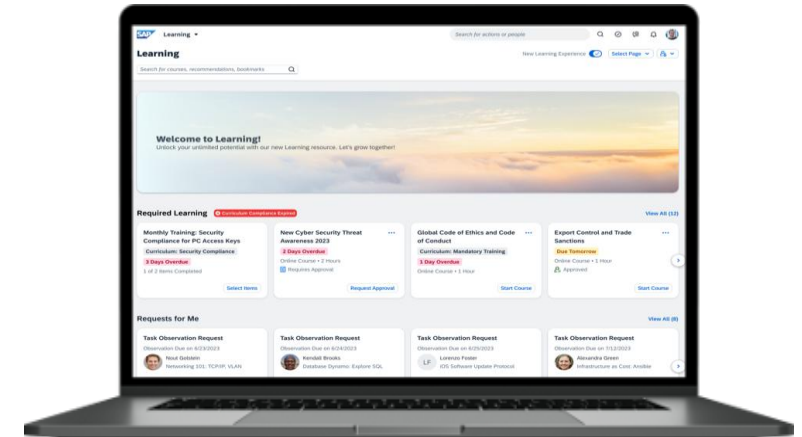 SAP Learning
Search for actions or people
Learning
New Learning Experience
Select Page
Search for courses, recommendations, bookmarks
Welcome to Learning!
Unlock your unlimited potential with our new Learning resource. Let's grow together!
Required Learning
Curriculum Compliance Expired
View All (12)
Monthly Training: Security
Compliance for PC Access Keys
Curriculum: Security Compliance
3 Days Overdue
1 of 2 Items Completed
Select Items
New Cyber Security Threat
Awareness 2023
2 Days Overdue
Online Course • 2 Hours
Requires Approval
Request Approval
Global Code of Ethics and Code
of Conduct
Curriculum: Mandatory Training
1 Day Overdue
Online Course • 1 Hour
Start Course
Export Control and Trade
Sanctions
Due Tomorrow
Online Course • 1 Hour
Approved
Start Course
Requests for Me
View All (8)
Task Observation Request
Observation Due on 6/23/2023
Nout Golstein
Networking 101: TCP/IP, VLAN
Task Observation Request
Observation Due on 6/24/2023
Kendall Brooks
Database Dynamic: Explore SQL
Task Observation Request
Observation Due on 6/25/2023
LF
Lorenzo Foster
iOS Software Update Protocol
Task Observation Request
Observation Due on 7/12/2023
Alexandra Green
Infrastructure as Cost: Ansible